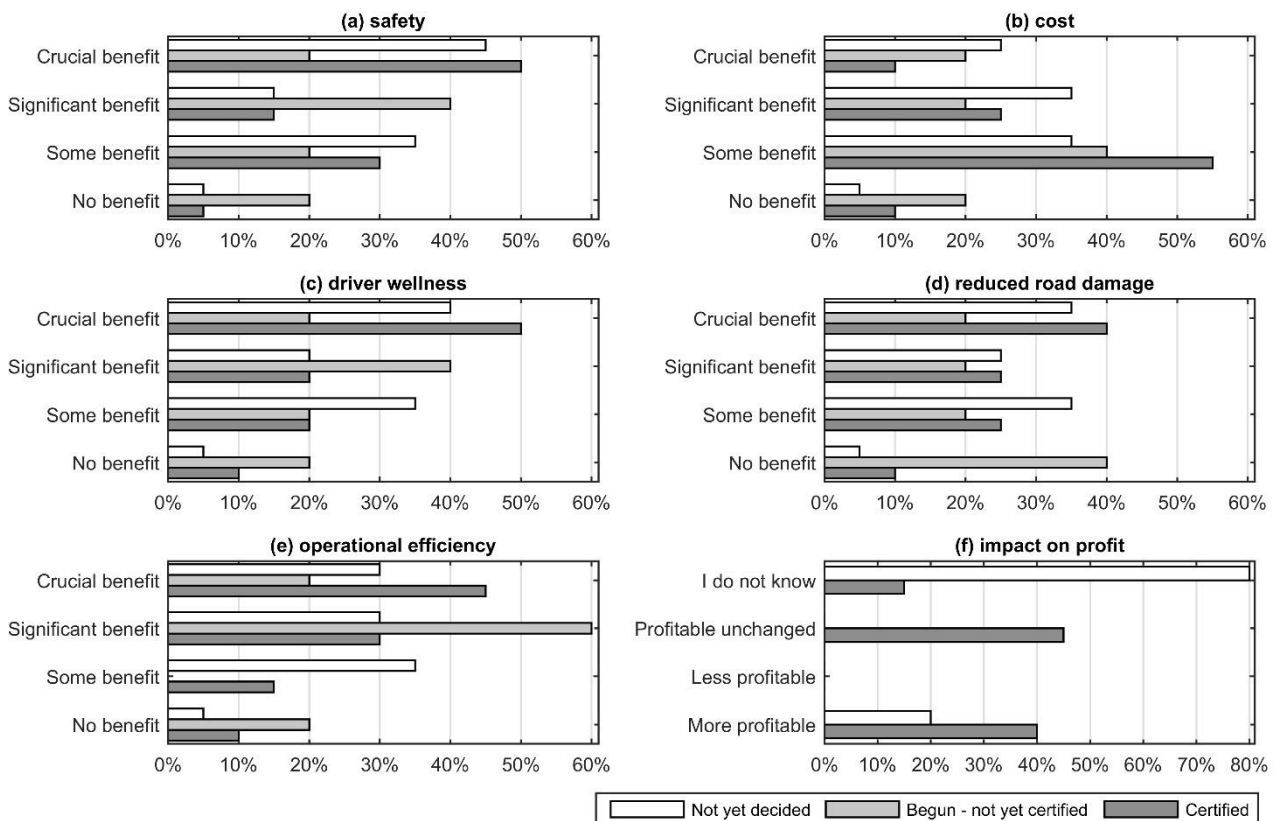 (a) safety
Crucial benefit
Significant benefit
Some benefit
No benefit
0% 10% 20% 30% 40% 50% 60%
(b) cost
Crucial benefit
Significant benefit
Some benefit
No benefit
0% 10% 20% 30% 40% 50% 60%
(c) driver wellness
Crucial benefit
Significant benefit
Some benefit
No benefit
0% 10% 20% 30% 40% 50% 60%
(d) reduced road damage
Crucial benefit
Significant benefit
Some benefit
No benefit
0% 10% 20% 30% 40% 50% 60%
(e) operational efficiency
Crucial benefit
Significant benefit
Some benefit
No benefit
0% 10% 20% 30% 40% 50% 60%
(f) impact on profit
I do not know
Profitable unchanged
Less profitable
More profitable
0% 10% 20% 30% 40% 50% 60% 70% 80%
Not yet decided Begun - not yet certified Certified